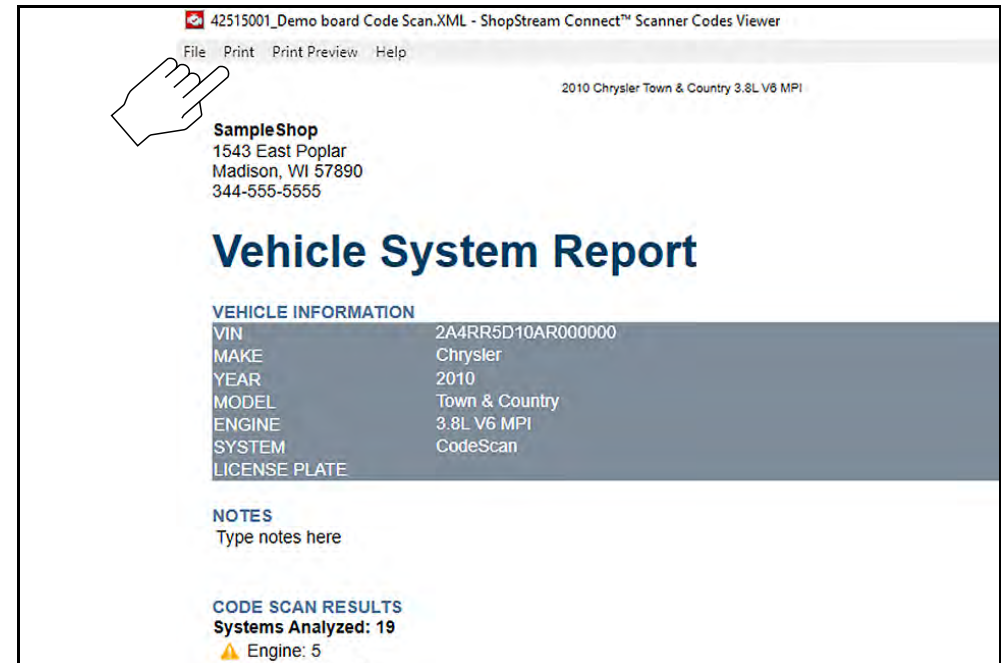 42515001_Demo board Code Scan.XML - ShopStream Connect™ Scanner Codes Viewer
File Print Print Preview Help
2010 Chrysler Town & Country 3.8L V6 MPI
SampleShop
1543 East Poplar
Madison, WI 57890
344-555-5555
Vehicle System Report
VEHICLE INFORMATION
VIN 2A4RR5D10AR000000
MAKE Chrysler
YEAR 2010
MODEL Town & Country
ENGINE 3.8L V6 MPI
SYSTEM CodeScan
LICENSE PLATE
NOTES
Type notes here
CODE SCAN RESULTS
Systems Analyzed: 19
Engine: 5